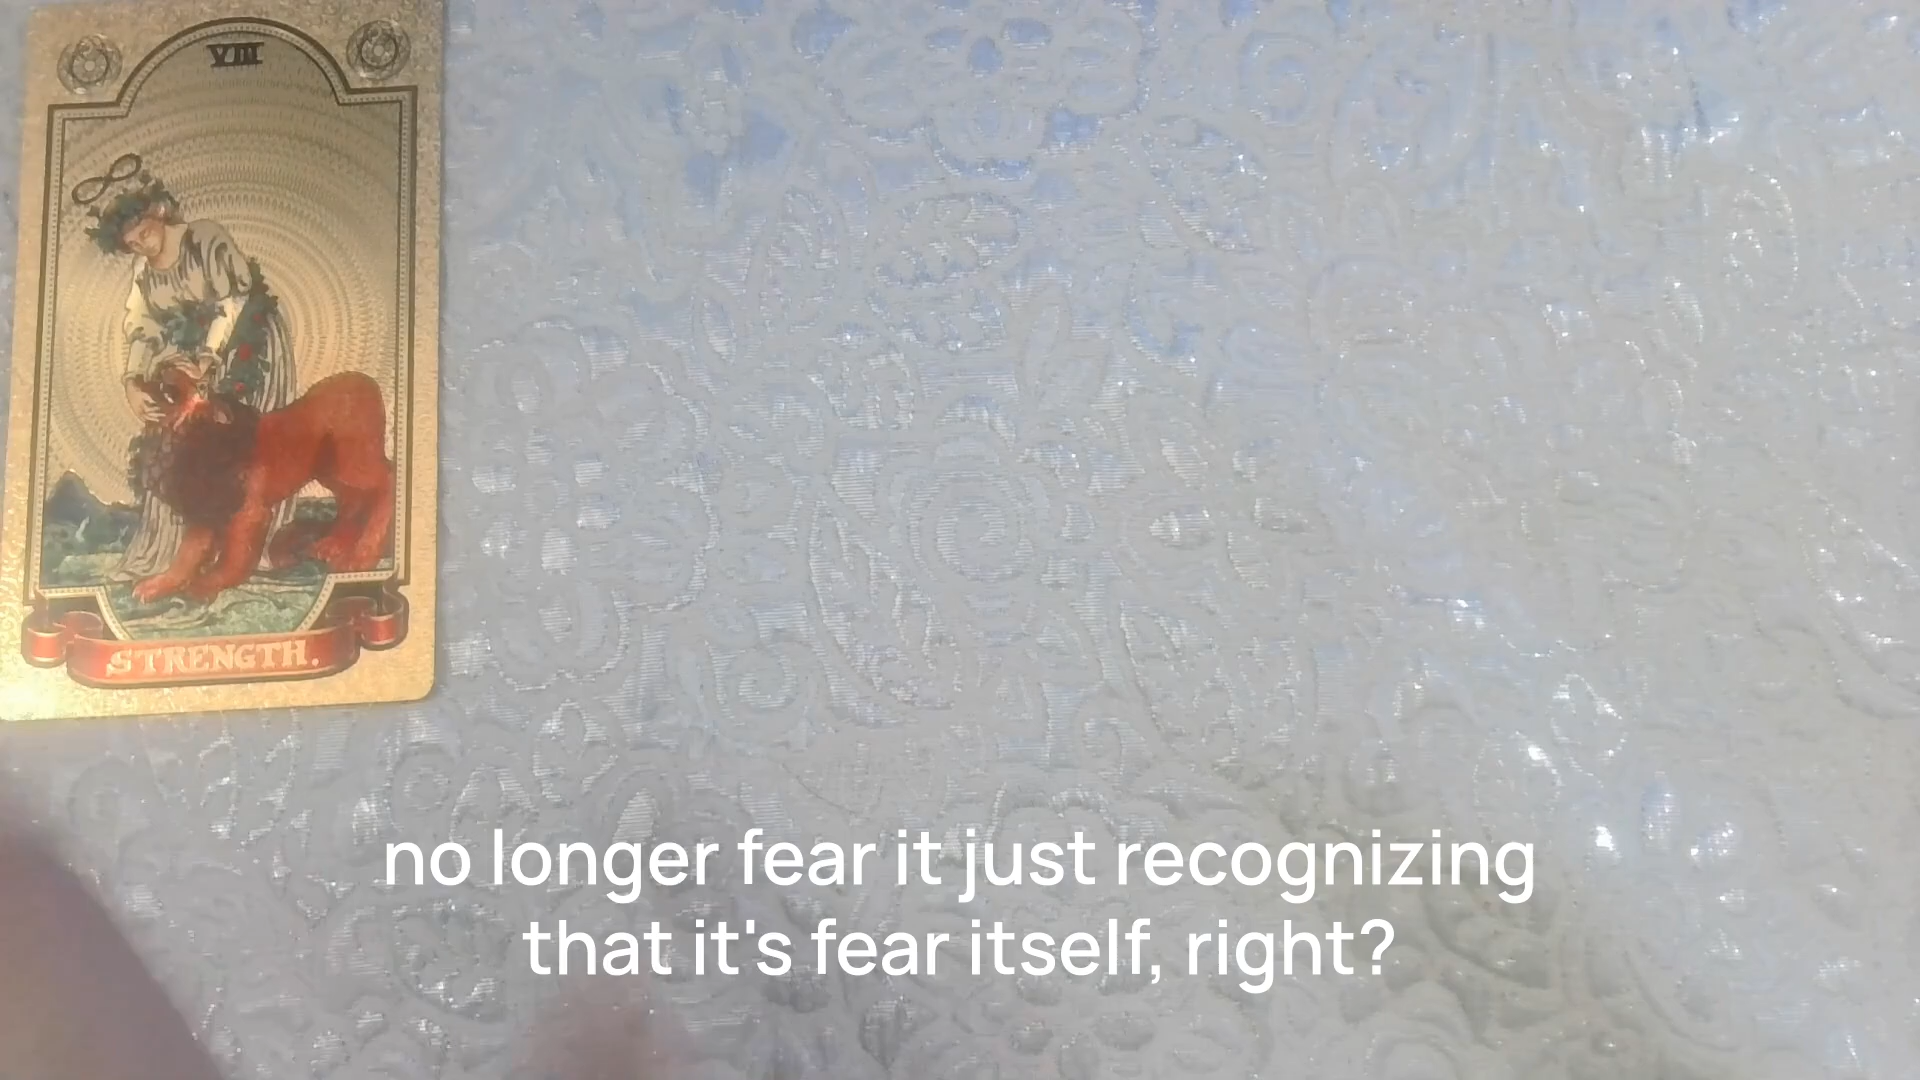 VIII
STRENGTH.
no longer fear it just recognizing
that it's fear itself, right?